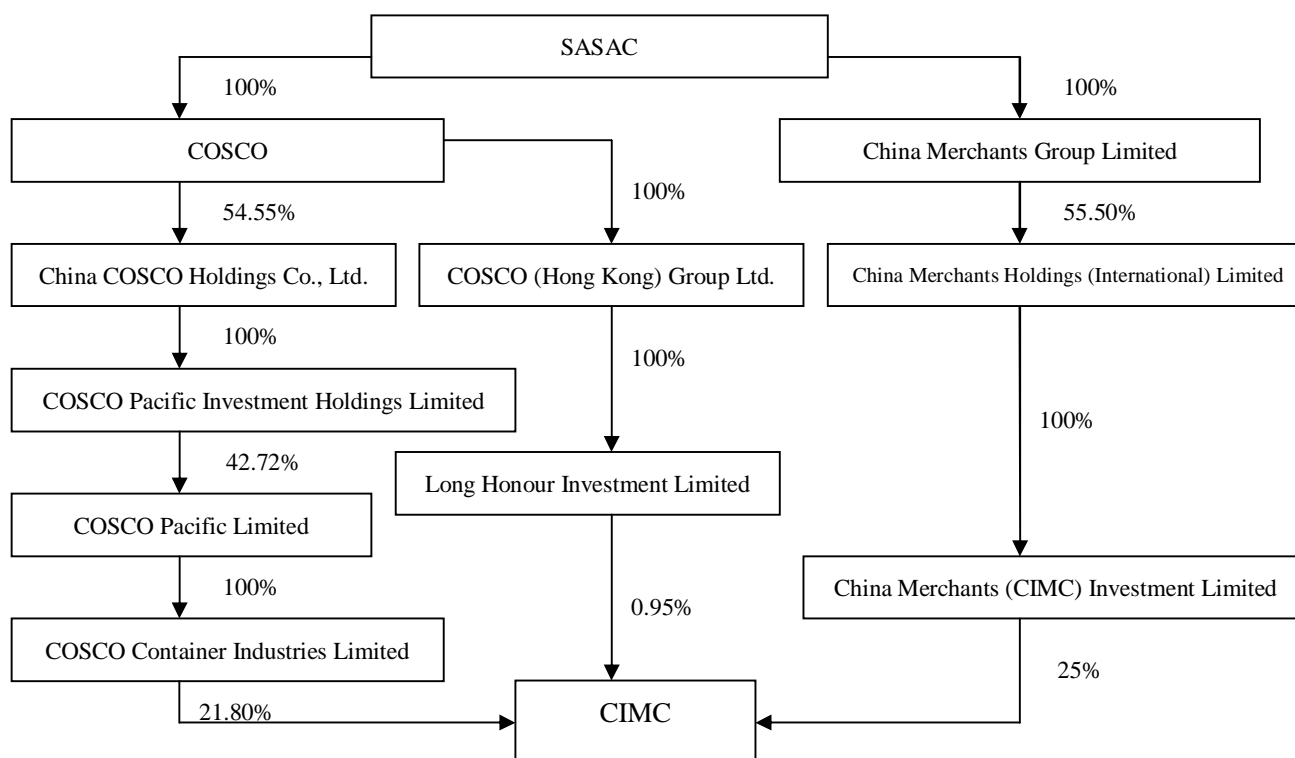 SASAC
100%
100%
COSCO
China Merchants Group Limited
54.55%
100%
55.50%
China COSCO Holdings Co., Ltd.
COSCO (Hong Kong) Group Ltd.
China Merchants Holdings (International) Limited
100%
100%
COSCO Pacific Investment Holdings Limited
100%
42.72%
Long Honour Investment Limited
COSCO Pacific Limited
100%
China Merchants (CIMC) Investment Limited
0.95%
COSCO Container Industries Limited
25%
21.80%
CIMC